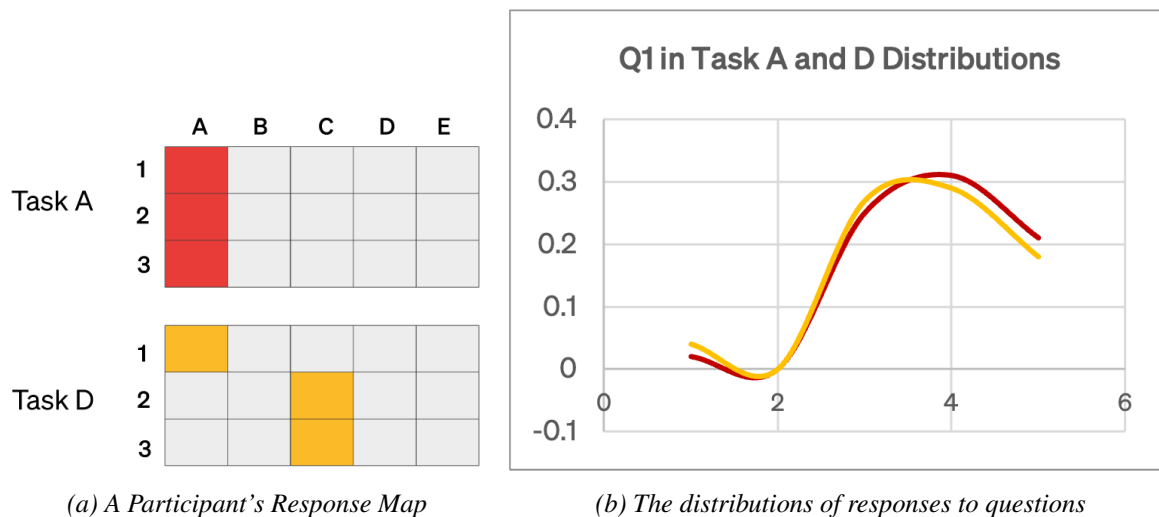 A B C D E
Task A
1
2
3
Task D
1
2
3
(a) A Participant's Response Map
Q1 in Task A and D Distributions
0.4
0.3
0.2
0.1
0
-0.1
0 2 4 6
(b) The distributions of responses to questions